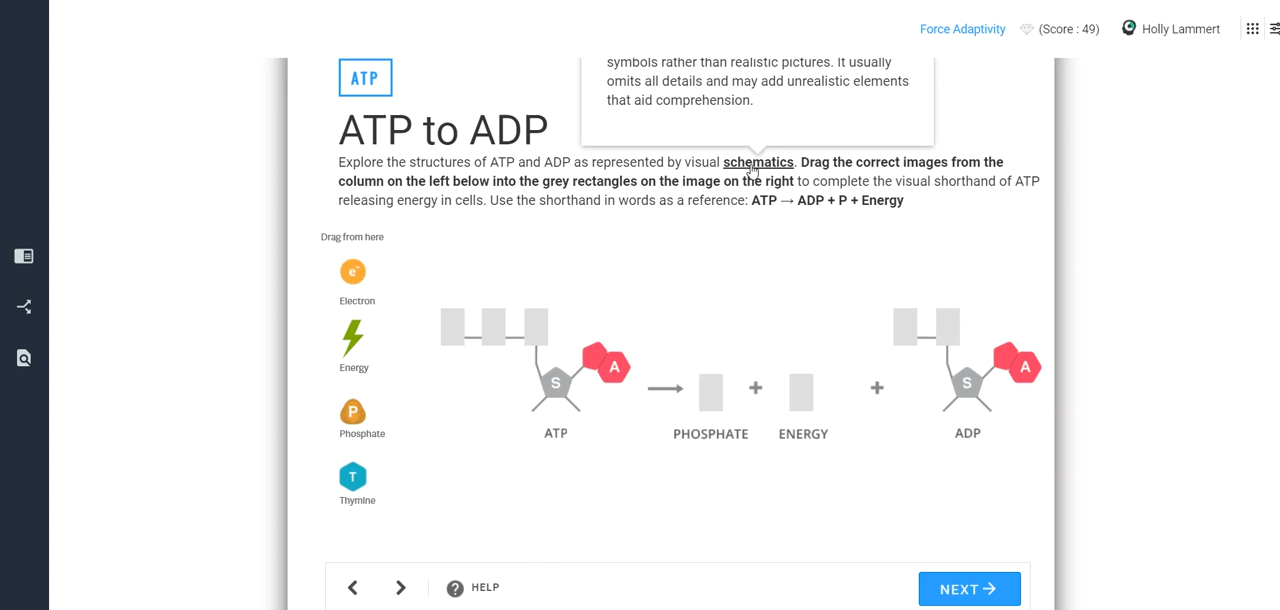 Force Adaptivity (Score : 49) Holly Lammert
symbols rather than realistic pictures. It usually
omits all details and may add unrealistic elements
that aid comprehension.
ATP
ATP to ADP
Explore the structures of ATP and ADP as represented by visual schematics. Drag the correct images from the
column on the left below into the grey rectangles on the image on the right to complete the visual shorthand of ATP
releasing energy in cells. Use the shorthand in words as a reference: ATP → ADP + P + Energy
Drag from here
e⁻
Electron
Energy
P
Phosphate
T
Thymine
S
A
ATP
→
PHOSPHATE
+
ENERGY
+
S
A
ADP
HELP
NEXT →